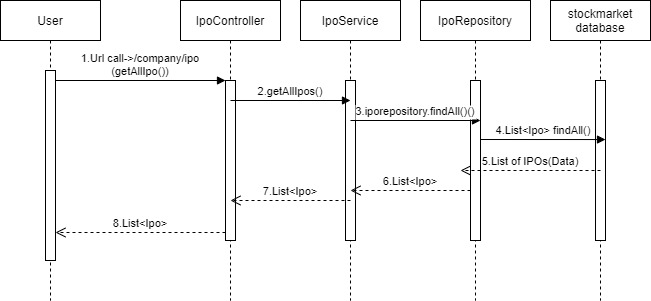 User
IpoController
IpoService
IpoRepository
stockmarket
database
1.Url call->/company/ipo
(getAllIpo())
2.getAllIpos()
3.iporepository.findAll()()
4.List<Ipo> findAll()
5.List of IPOs(Data)
6.List<Ipo>
7.List<Ipo>
8.List<Ipo>